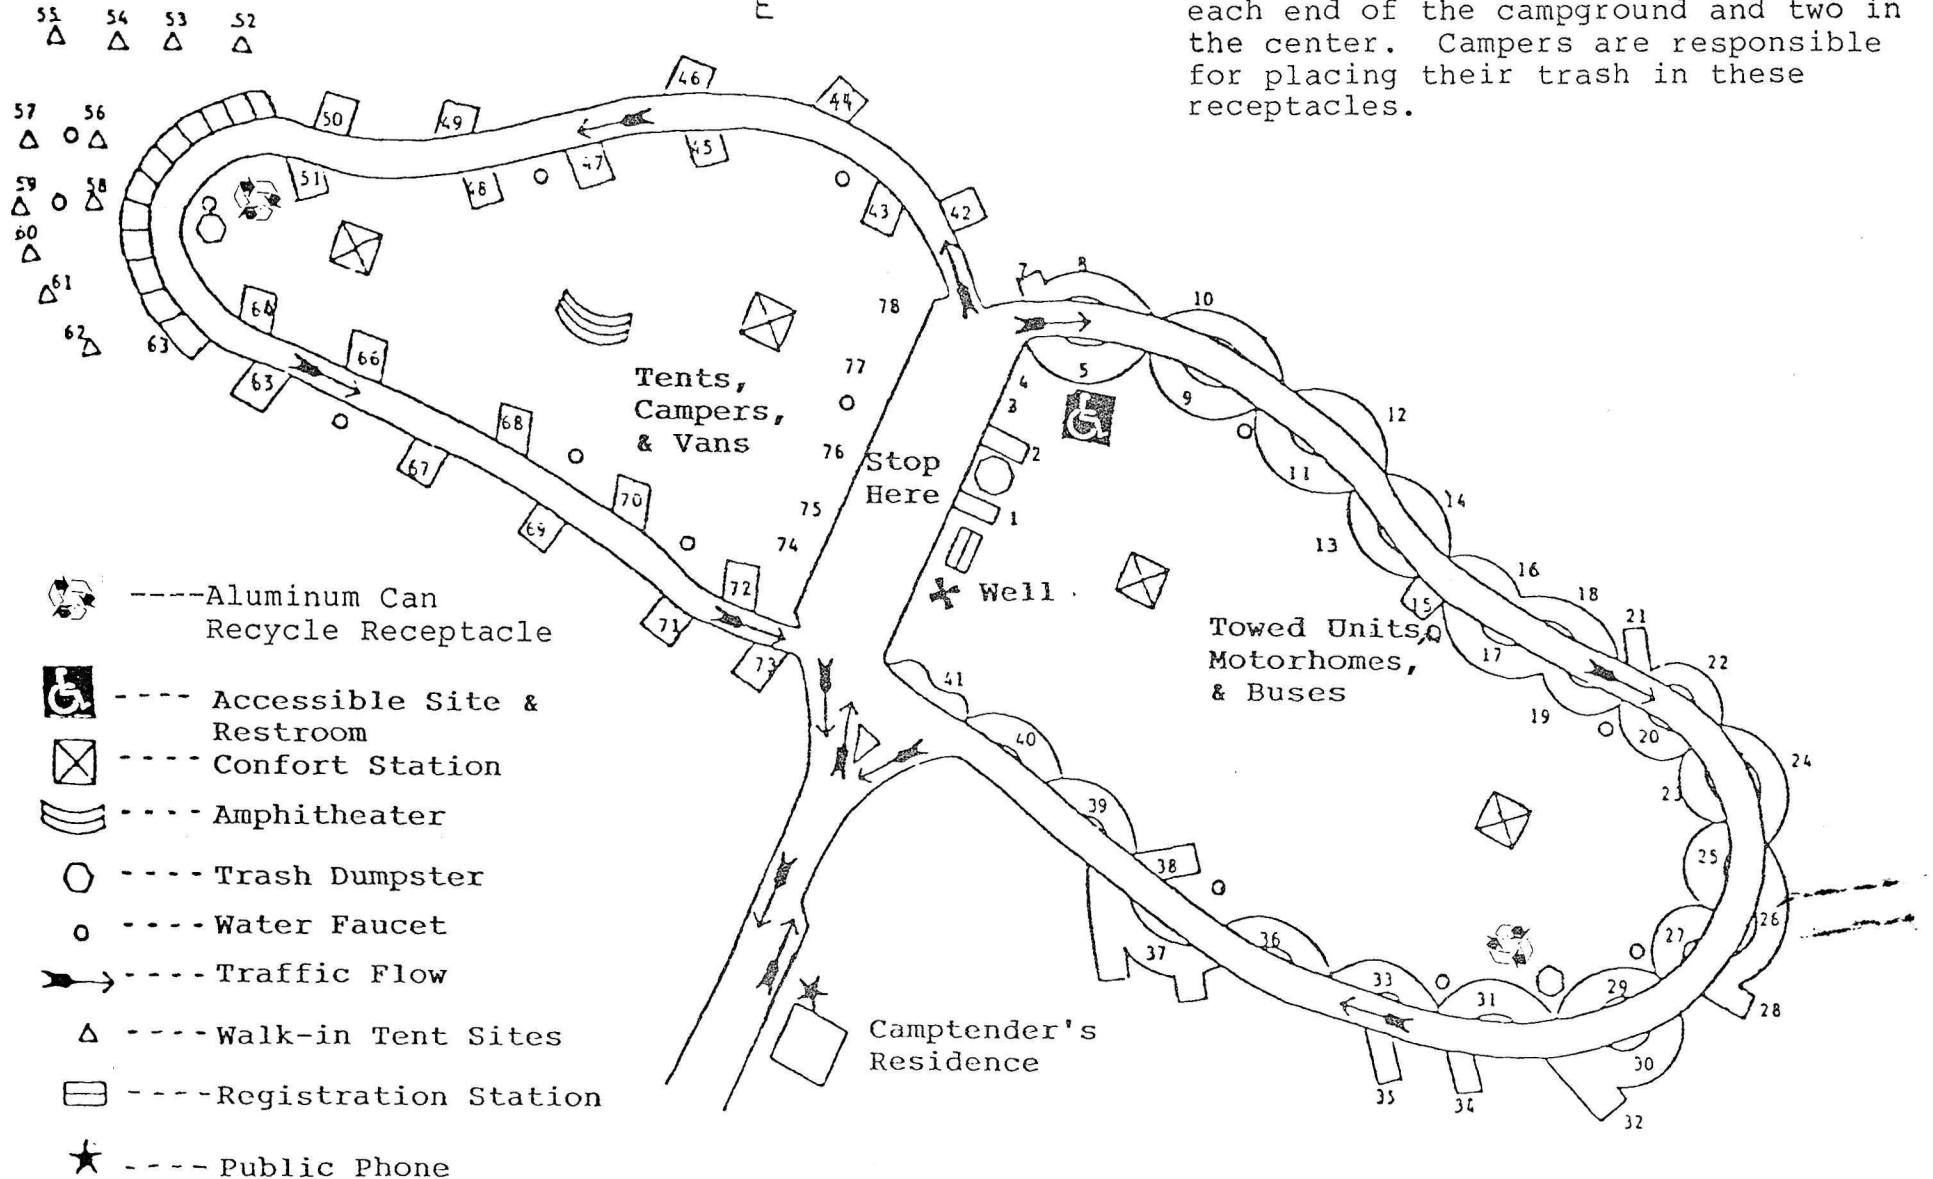 E
each end of the campground and two in
the center. Campers are responsible
for placing their trash in these
receptacles.
55 54 53 52
57 56
59 58
60
61
62
63
50 49 46 44
51 48 47 45
43 42
64 66
63 67 68
69 70
71 72
73
78
77
76
75
74
Tents,
Campers,
& Vans
Stop
Here
7 8
10
12
14
16
18
21
22
24
4 5
3
2
1
9
11
13
15
17
19
20
23
25
26
27
28
29
30
31
32
33
34
35
36
37
38
39
40
41
Well
Towed Units,
Motorhomes,
& Buses
Camptender's
Residence
----Aluminum Can
Recycle Receptacle
----Accessible Site &
Restroom
----Confort Station
----Amphitheater
----Trash Dumpster
----Water Faucet
----Traffic Flow
----Walk-in Tent Sites
----Registration Station
----Public Phone